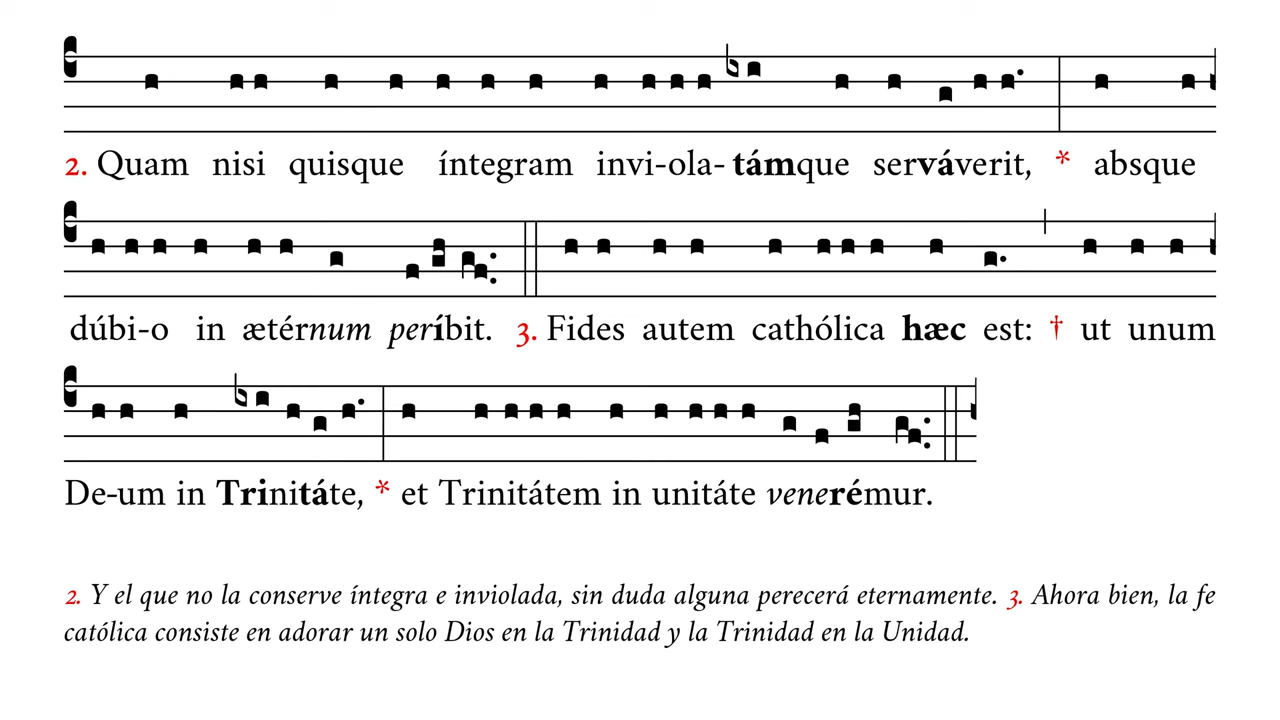 2. Quam nisi quisque íntegram invi-ola-támque serváverit, * absque
dúbi-o in ætérnum períbit. 3. Fides autem cathólica hæc est: † ut unum
De-um in Trinitáte, * et Trinitátem in unitáte venerémur.
2. Y el que no la conserve íntegra e inviolada, sin duda alguna perecerá eternamente. 3. Ahora bien, la fe
católica consiste en adorar un solo Dios en la Trinidad y la Trinidad en la Unidad.